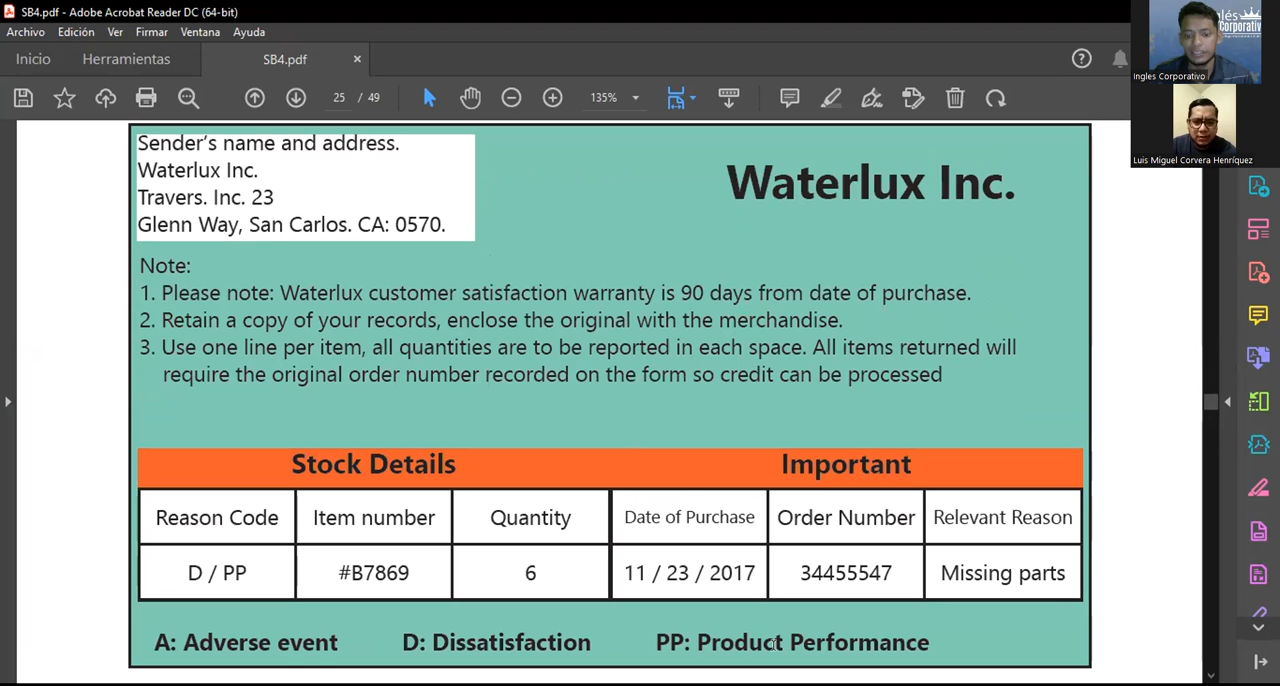 SB4.pdf - Adobe Acrobat Reader DC (64-bit)
Archivo Edición Ver Firmar Ventana Ayuda
Inicio Herramientas SB4.pdf ×
25 / 49 135%
Ingles Corporativo
Luis Miguel Corvera Henríquez
Sender's name and address.
Waterlux Inc.
Travers. Inc. 23
Glenn Way, San Carlos. CA: 0570.
Waterlux Inc.
Note:
1. Please note: Waterlux customer satisfaction warranty is 90 days from date of purchase.
2. Retain a copy of your records, enclose the original with the merchandise.
3. Use one line per item, all quantities are to be reported in each space. All items returned will
require the original order number recorded on the form so credit can be processed
Stock Details Important
Reason Code Item number Quantity Date of Purchase Order Number Relevant Reason
D / PP #B7869 6 11 / 23 / 2017 34455547 Missing parts
A: Adverse event D: Dissatisfaction PP: Product Performance